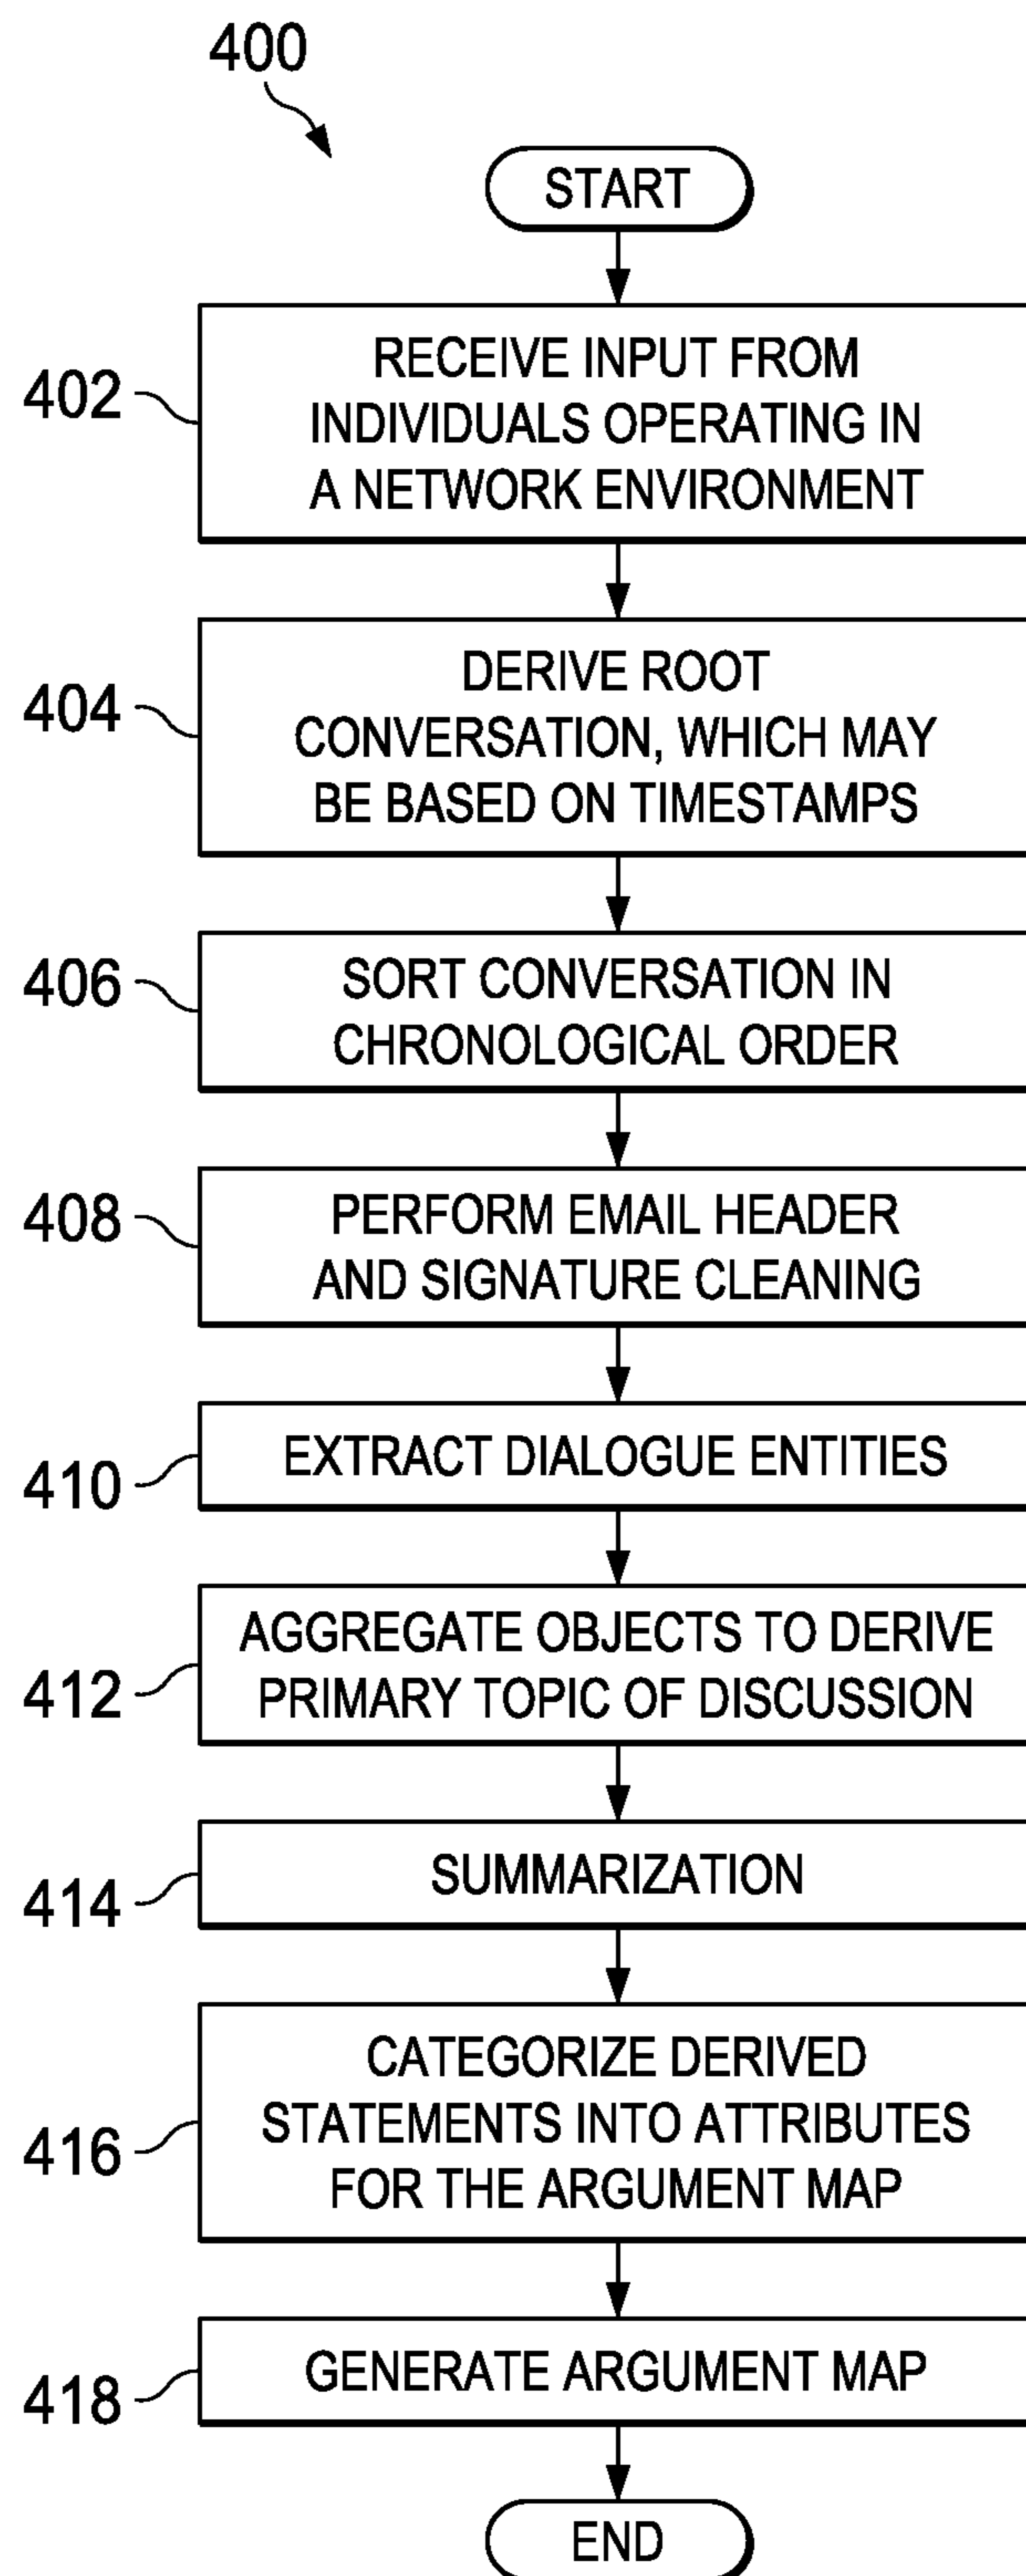 400
START
402
RECEIVE INPUT FROM
INDIVIDUALS OPERATING IN
A NETWORK ENVIRONMENT
404
DERIVE ROOT
CONVERSATION, WHICH MAY
BE BASED ON TIMESTAMPS
406
SORT CONVERSATION IN
CHRONOLOGICAL ORDER
408
PERFORM EMAIL HEADER
AND SIGNATURE CLEANING
410
EXTRACT DIALOGUE ENTITIES
412
AGGREGATE OBJECTS TO DERIVE
PRIMARY TOPIC OF DISCUSSION
414
SUMMARIZATION
416
CATEGORIZE DERIVED
STATEMENTS INTO ATTRIBUTES
FOR THE ARGUMENT MAP
418
GENERATE ARGUMENT MAP
END